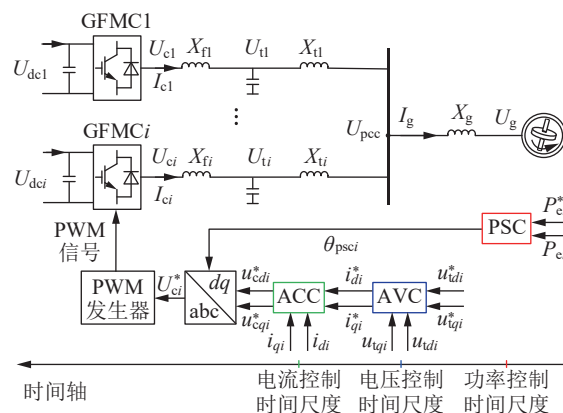 GFMC1
U_c1 X_f1 U_t1 X_t1
U_dc1
I_c1
⋮
GFMCi
U_pcc I_g X_g U_g
U_ci X_fi U_ti X_ti
U_dci
I_ci
PWM
信号
θ_psci
PSC
P_e
P_e
PWM
发生器
U*_ci
dq
abc
u*_cdi
u*_cqi
ACC
i*_di
i*_qi
AVC
u*_tdi
u*_tqi
i_qi i_di
u_tqi u_tdi
时间轴
电流控制
时间尺度
电压控制
时间尺度
功率控制
时间尺度